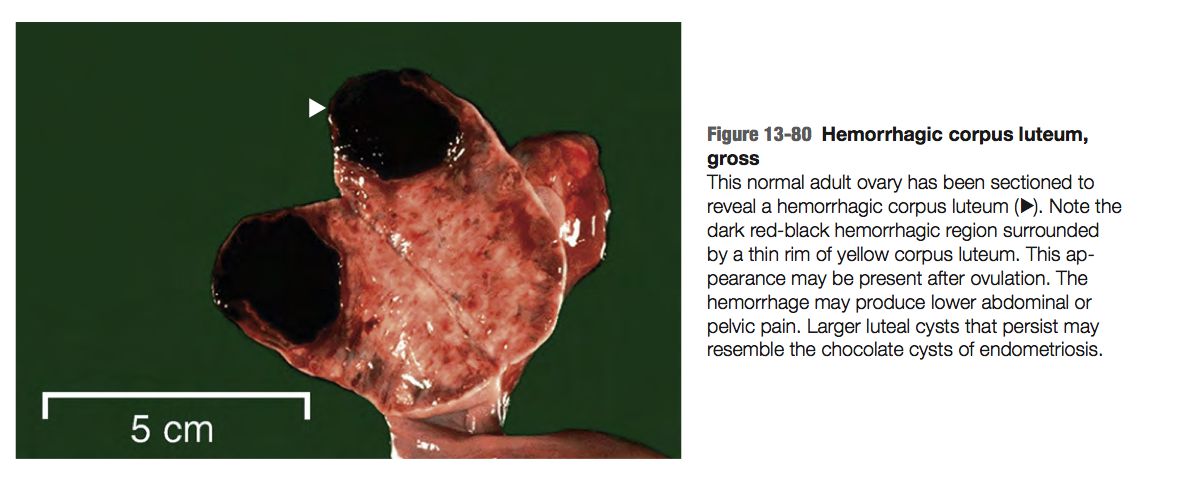 5 cm
Figure 13-80 Hemorrhagic corpus luteum,
gross
This normal adult ovary has been sectioned to
reveal a hemorrhagic corpus luteum (▶). Note the
dark red-black hemorrhagic region surrounded
by a thin rim of yellow corpus luteum. This ap-
pearance may be present after ovulation. The
hemorrhage may produce lower abdominal or
pelvic pain. Larger luteal cysts that persist may
resemble the chocolate cysts of endometriosis.